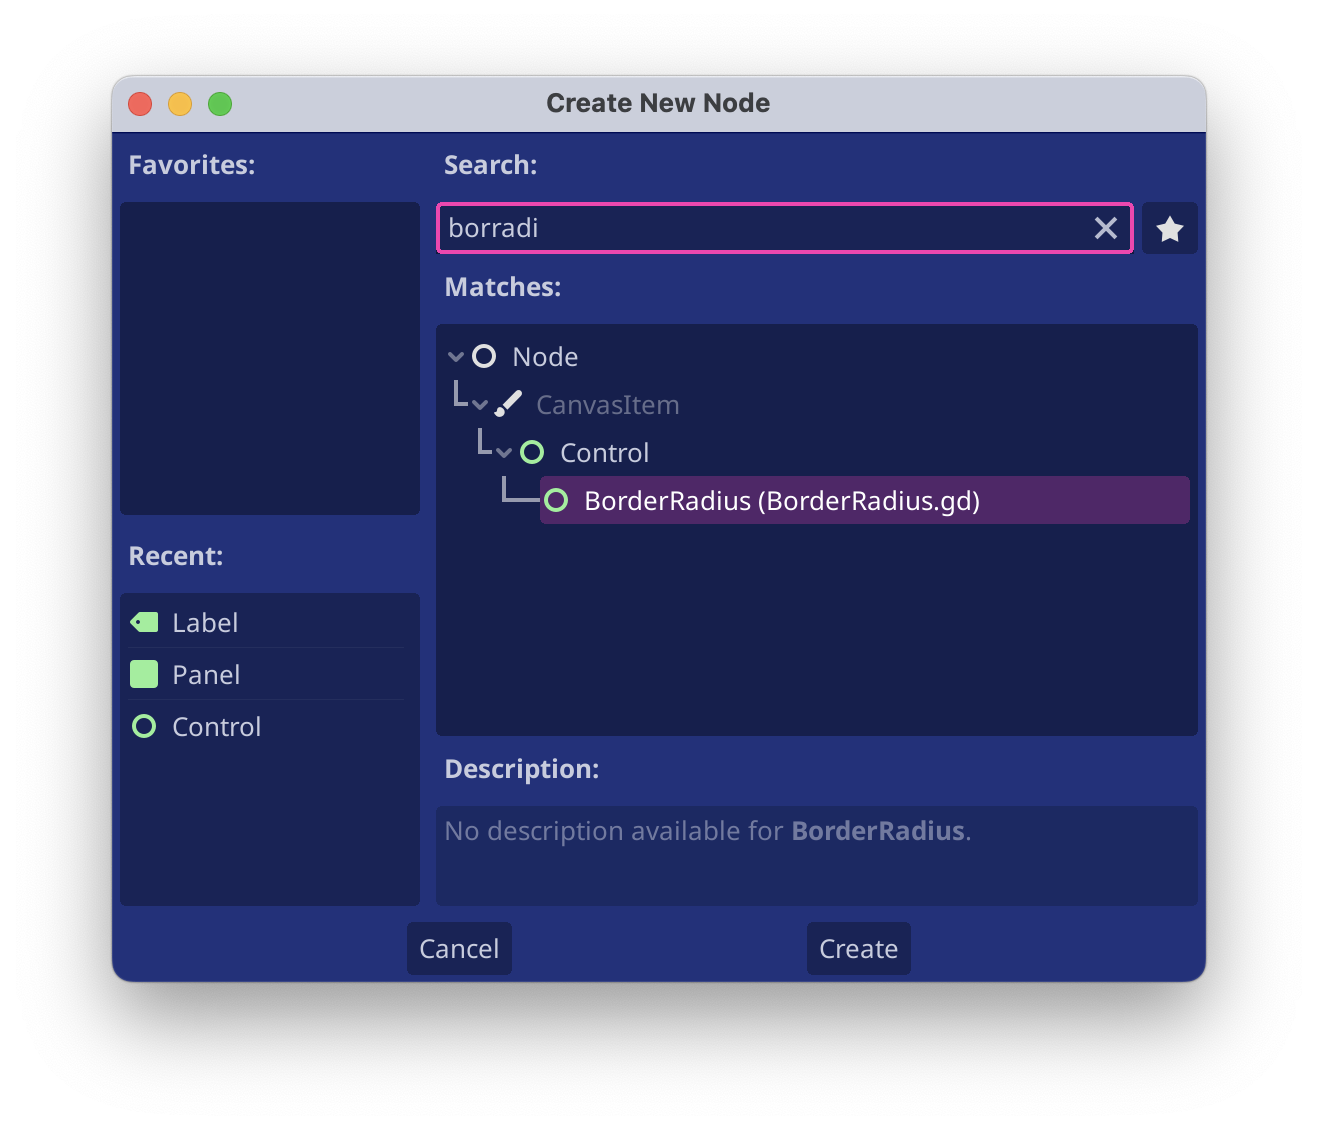 Create New Node
Favorites:
Search:
borradi
Matches:
Node
CanvasItem
Control
BorderRadius (BorderRadius.gd)
Recent:
Label
Panel
Control
Description:
No description available for BorderRadius.
Cancel
Create